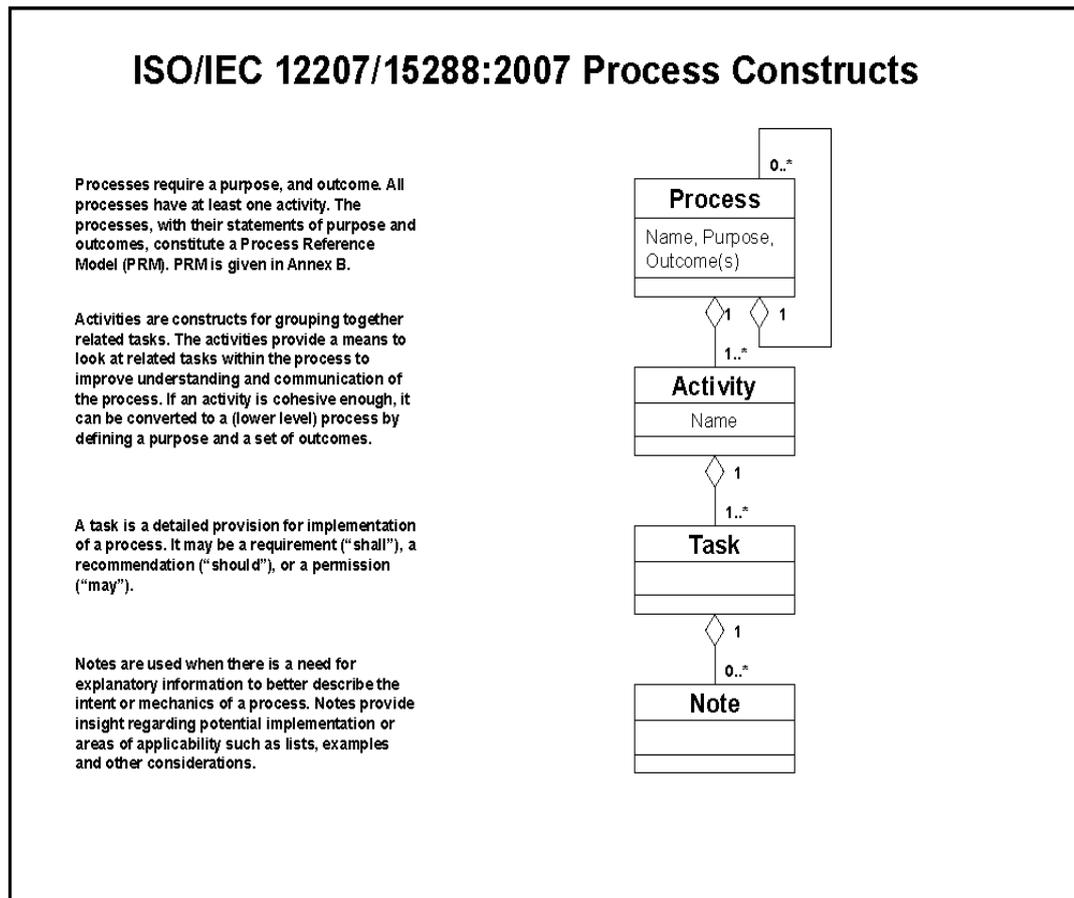 ISO/IEC 12207/15288:2007 Process Constructs
Processes require a purpose, and outcome. All
processes have at least one activity. The
processes, with their statements of purpose and
outcomes, constitute a Process Reference
Model (PRM). PRM is given in Annex B.
Activities are constructs for grouping together
related tasks. The activities provide a means to
look at related tasks within the process to
improve understanding and communication of
the process. If an activity is cohesive enough, it
can be converted to a (lower level) process by
defining a purpose and a set of outcomes.
A task is a detailed provision for implementation
of a process. It may be a requirement (“shall”), a
recommendation (“should”), or a permission
(“may”).
Notes are used when there is a need for
explanatory information to better describe the
intent or mechanics of a process. Notes provide
insight regarding potential implementation or
areas of applicability such as lists, examples
and other considerations.
0..*
Process
Name, Purpose,
Outcome(s)
1 1
1..*
Activity
Name
1
1..*
Task
1
0..*
Note